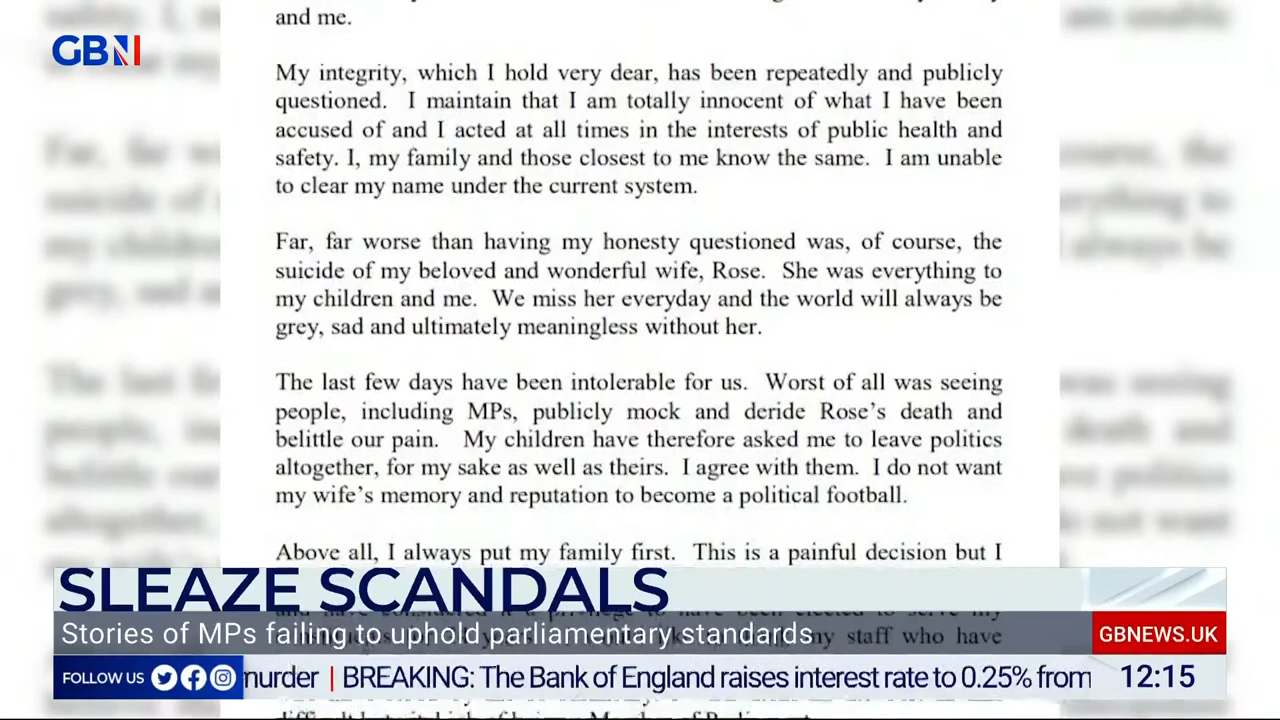 GBN
and me.
My integrity, which I hold very dear, has been repeatedly and publicly
questioned. I maintain that I am totally innocent of what I have been
accused of and I acted at all times in the interests of public health and
safety. I, my family and those closest to me know the same. I am unable
to clear my name under the current system.
Far, far worse than having my honesty questioned was, of course, the
suicide of my beloved and wonderful wife, Rose. She was everything to
my children and me. We miss her everyday and the world will always be
grey, sad and ultimately meaningless without her.
The last few days have been intolerable for us. Worst of all was seeing
people, including MPs, publicly mock and deride Rose's death and
belittle our pain. My children have therefore asked me to leave politics
altogether, for my sake as well as theirs. I agree with them. I do not want
my wife's memory and reputation to become a political football.
Above all, I always put my family first. This is a painful decision but I
my staff who have
SLEAZE SCANDALS
Stories of MPs failing to uphold parliamentary standards
GBNEWS.UK
FOLLOW US
murder | BREAKING: The Bank of England raises interest rate to 0.25% from
12:15